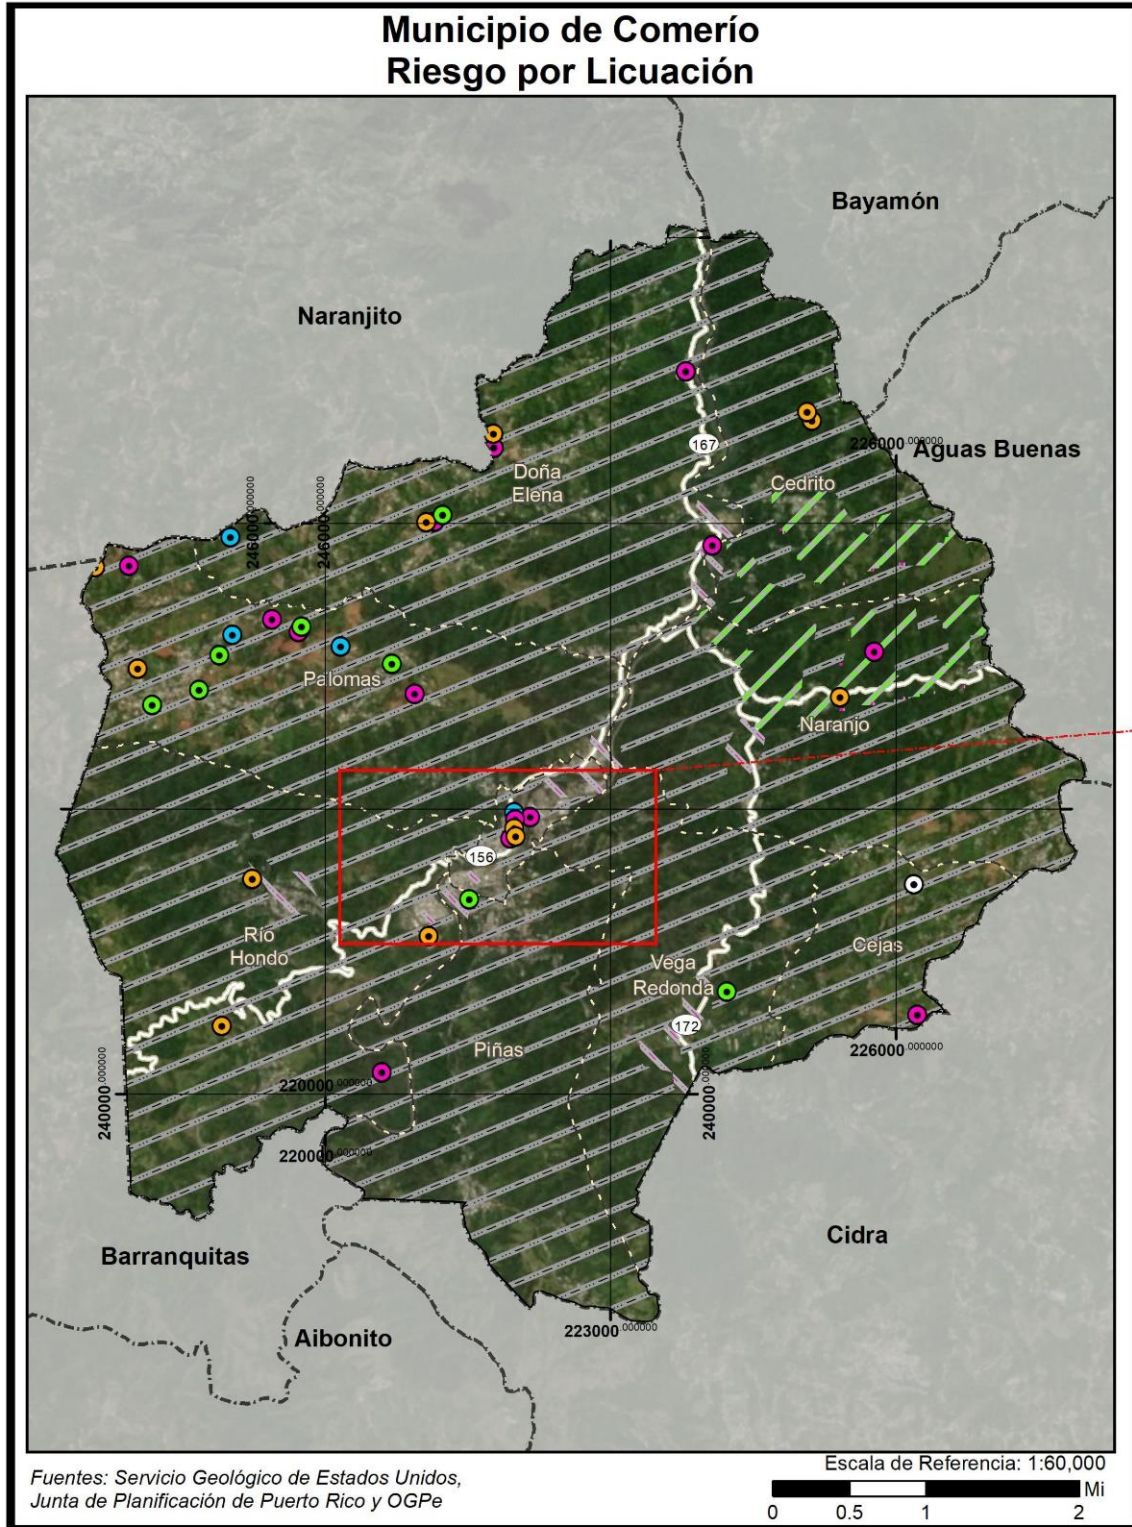 Municipio de Comerío
Riesgo por Licuación
Bayamón
Naranjito
167
226000.000000
Aguas Buenas
Doña
Elena
Cedrito
246000.000000
246000.000000
Palomas
Naranjo
156
Río
Hondo
Cejas
Vega
Redonda
172
Piñas
226000.000000
220000.000000
240000.000000
240000.000000
220000.000000
Cidra
Barranquitas
223000.000000
Aibonito
Escala de Referencia: 1:60,000
Fuentes: Servicio Geológico de Estados Unidos,
Junta de Planificación de Puerto Rico y OGPe
Mi
0 0.5 1 2